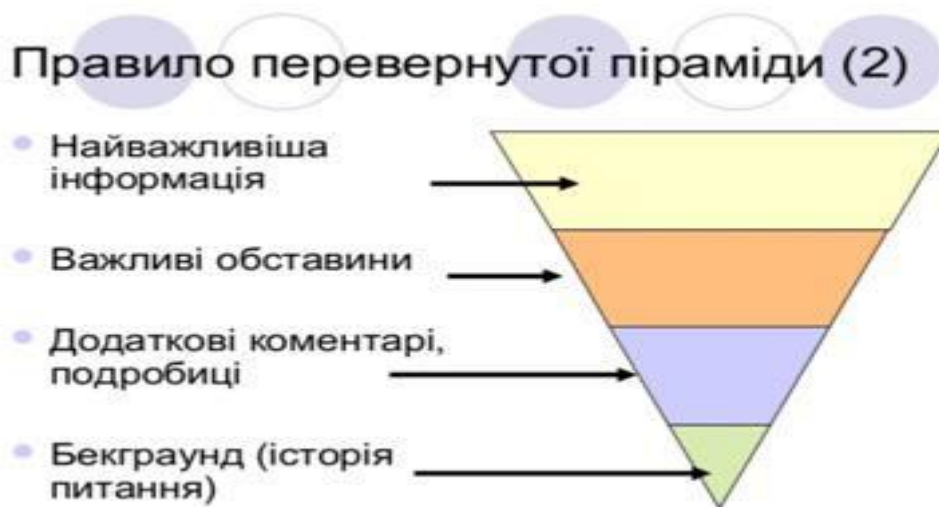 Правило перевернутої піраміди (2)
Найважливіша
інформація
Важливі обставини
Додаткові коментарі,
подробиці
Бекграунд (історія
питання)